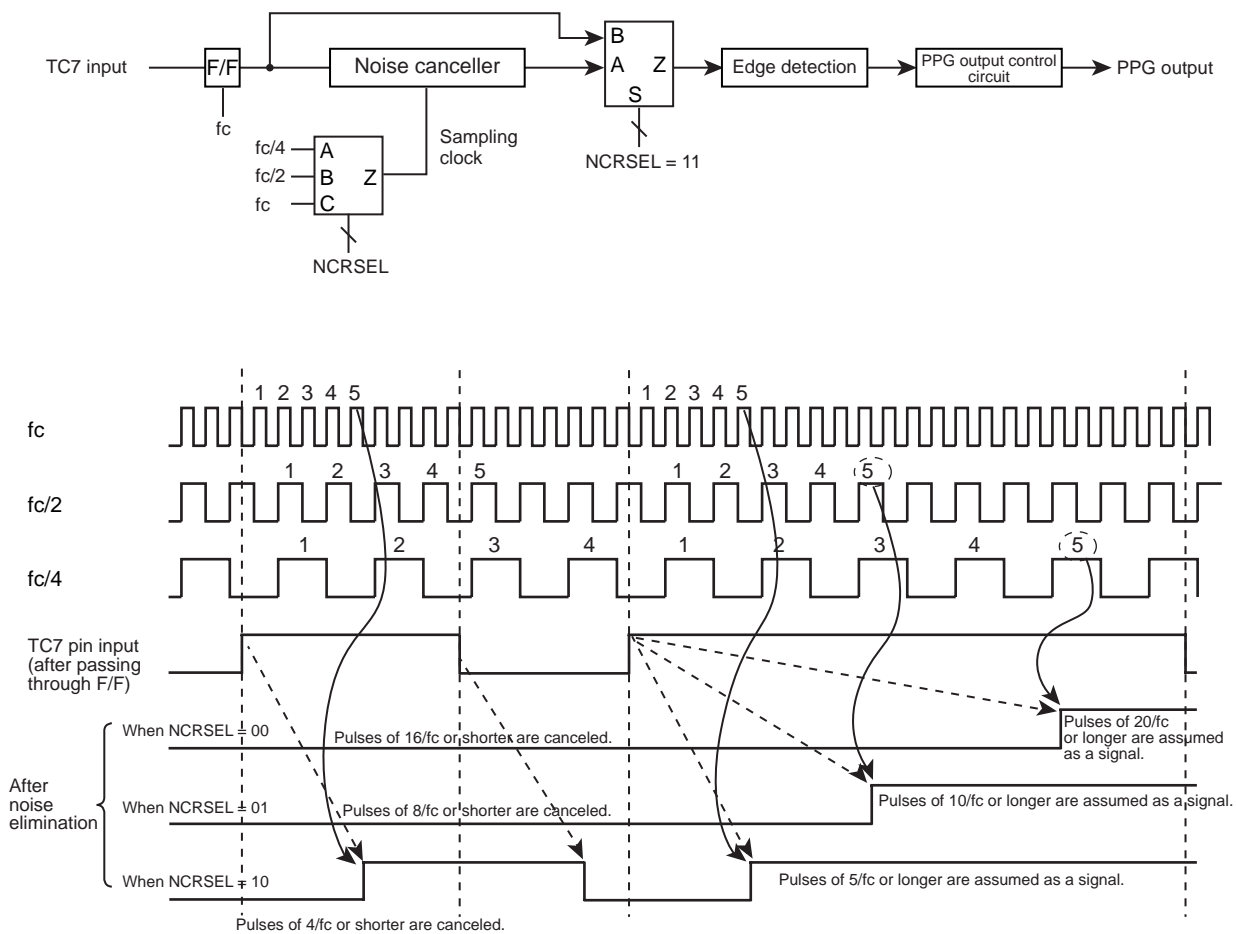 TC7 input
F/F
Noise canceller
B
A
Z
S
Edge detection
PPG output control
circuit
PPG output
fc
Sampling
clock
NCRSEL = 11
fc/4
fc/2
fc
A
B
C
Z
NCRSEL
fc
1 2 3 4 5
1 2 3 4 5
fc/2
1 2 3 4 5
1 2 3 4 5
fc/4
1 2 3 4
1 2 3 4 5
TC7 pin input
(after passing
through F/F)
After
noise
elimination
When NCRSEL = 00
Pulses of 16/fc or shorter are canceled.
Pulses of 20/fc
or longer are assumed
as a signal.
When NCRSEL = 01
Pulses of 8/fc or shorter are canceled.
Pulses of 10/fc or longer are assumed as a signal.
When NCRSEL = 10
Pulses of 5/fc or longer are assumed as a signal.
Pulses of 4/fc or shorter are canceled.